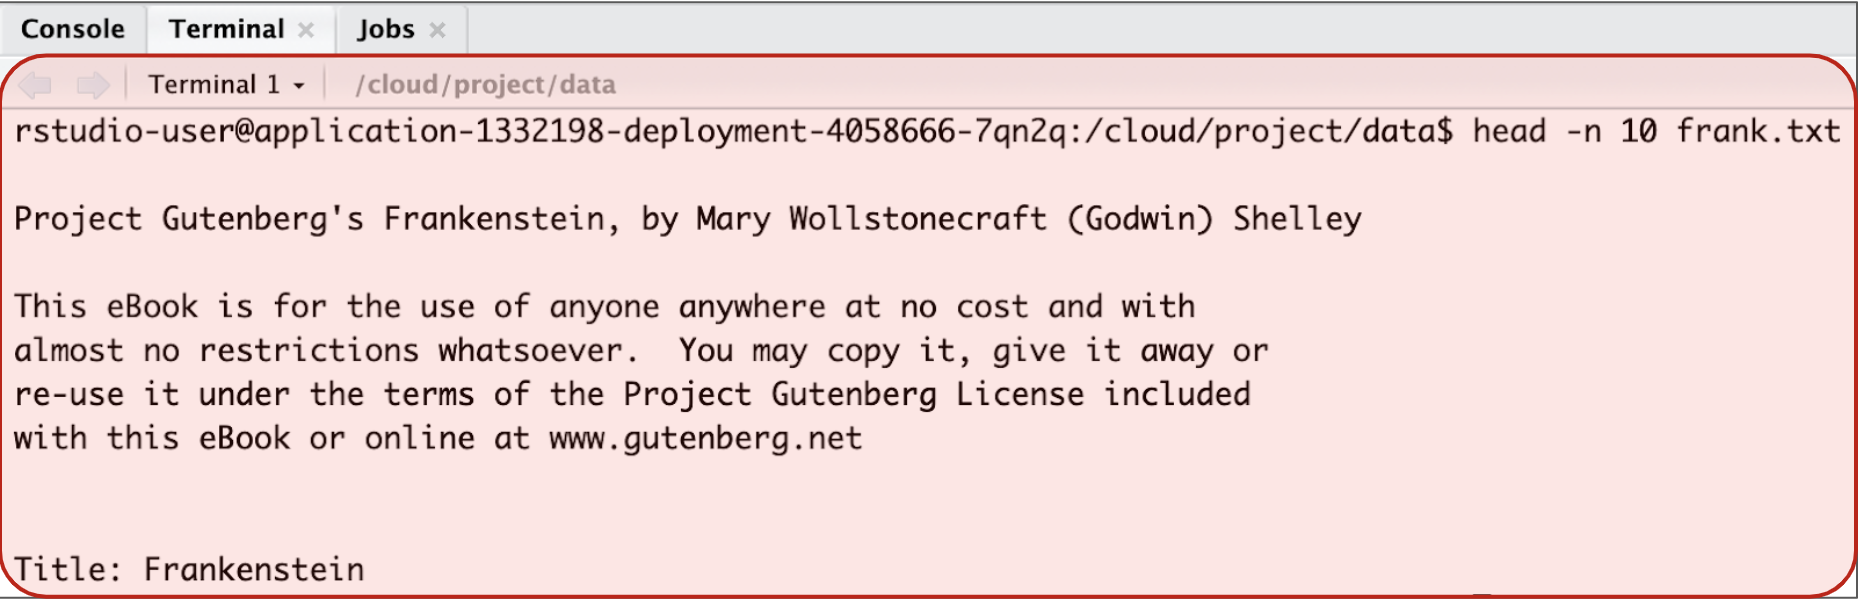 Console Terminal × Jobs ×
Terminal 1 /cloud/project/data
rstudio-user@application-1332198-deployment-4058666-7qn2q:/cloud/project/data$ head -n 10 frank.txt
Project Gutenberg's Frankenstein, by Mary Wollstonecraft (Godwin) Shelley
This eBook is for the use of anyone anywhere at no cost and with
almost no restrictions whatsoever.  You may copy it, give it away or
re-use it under the terms of the Project Gutenberg License included
with this eBook or online at www.gutenberg.net
Title: Frankenstein